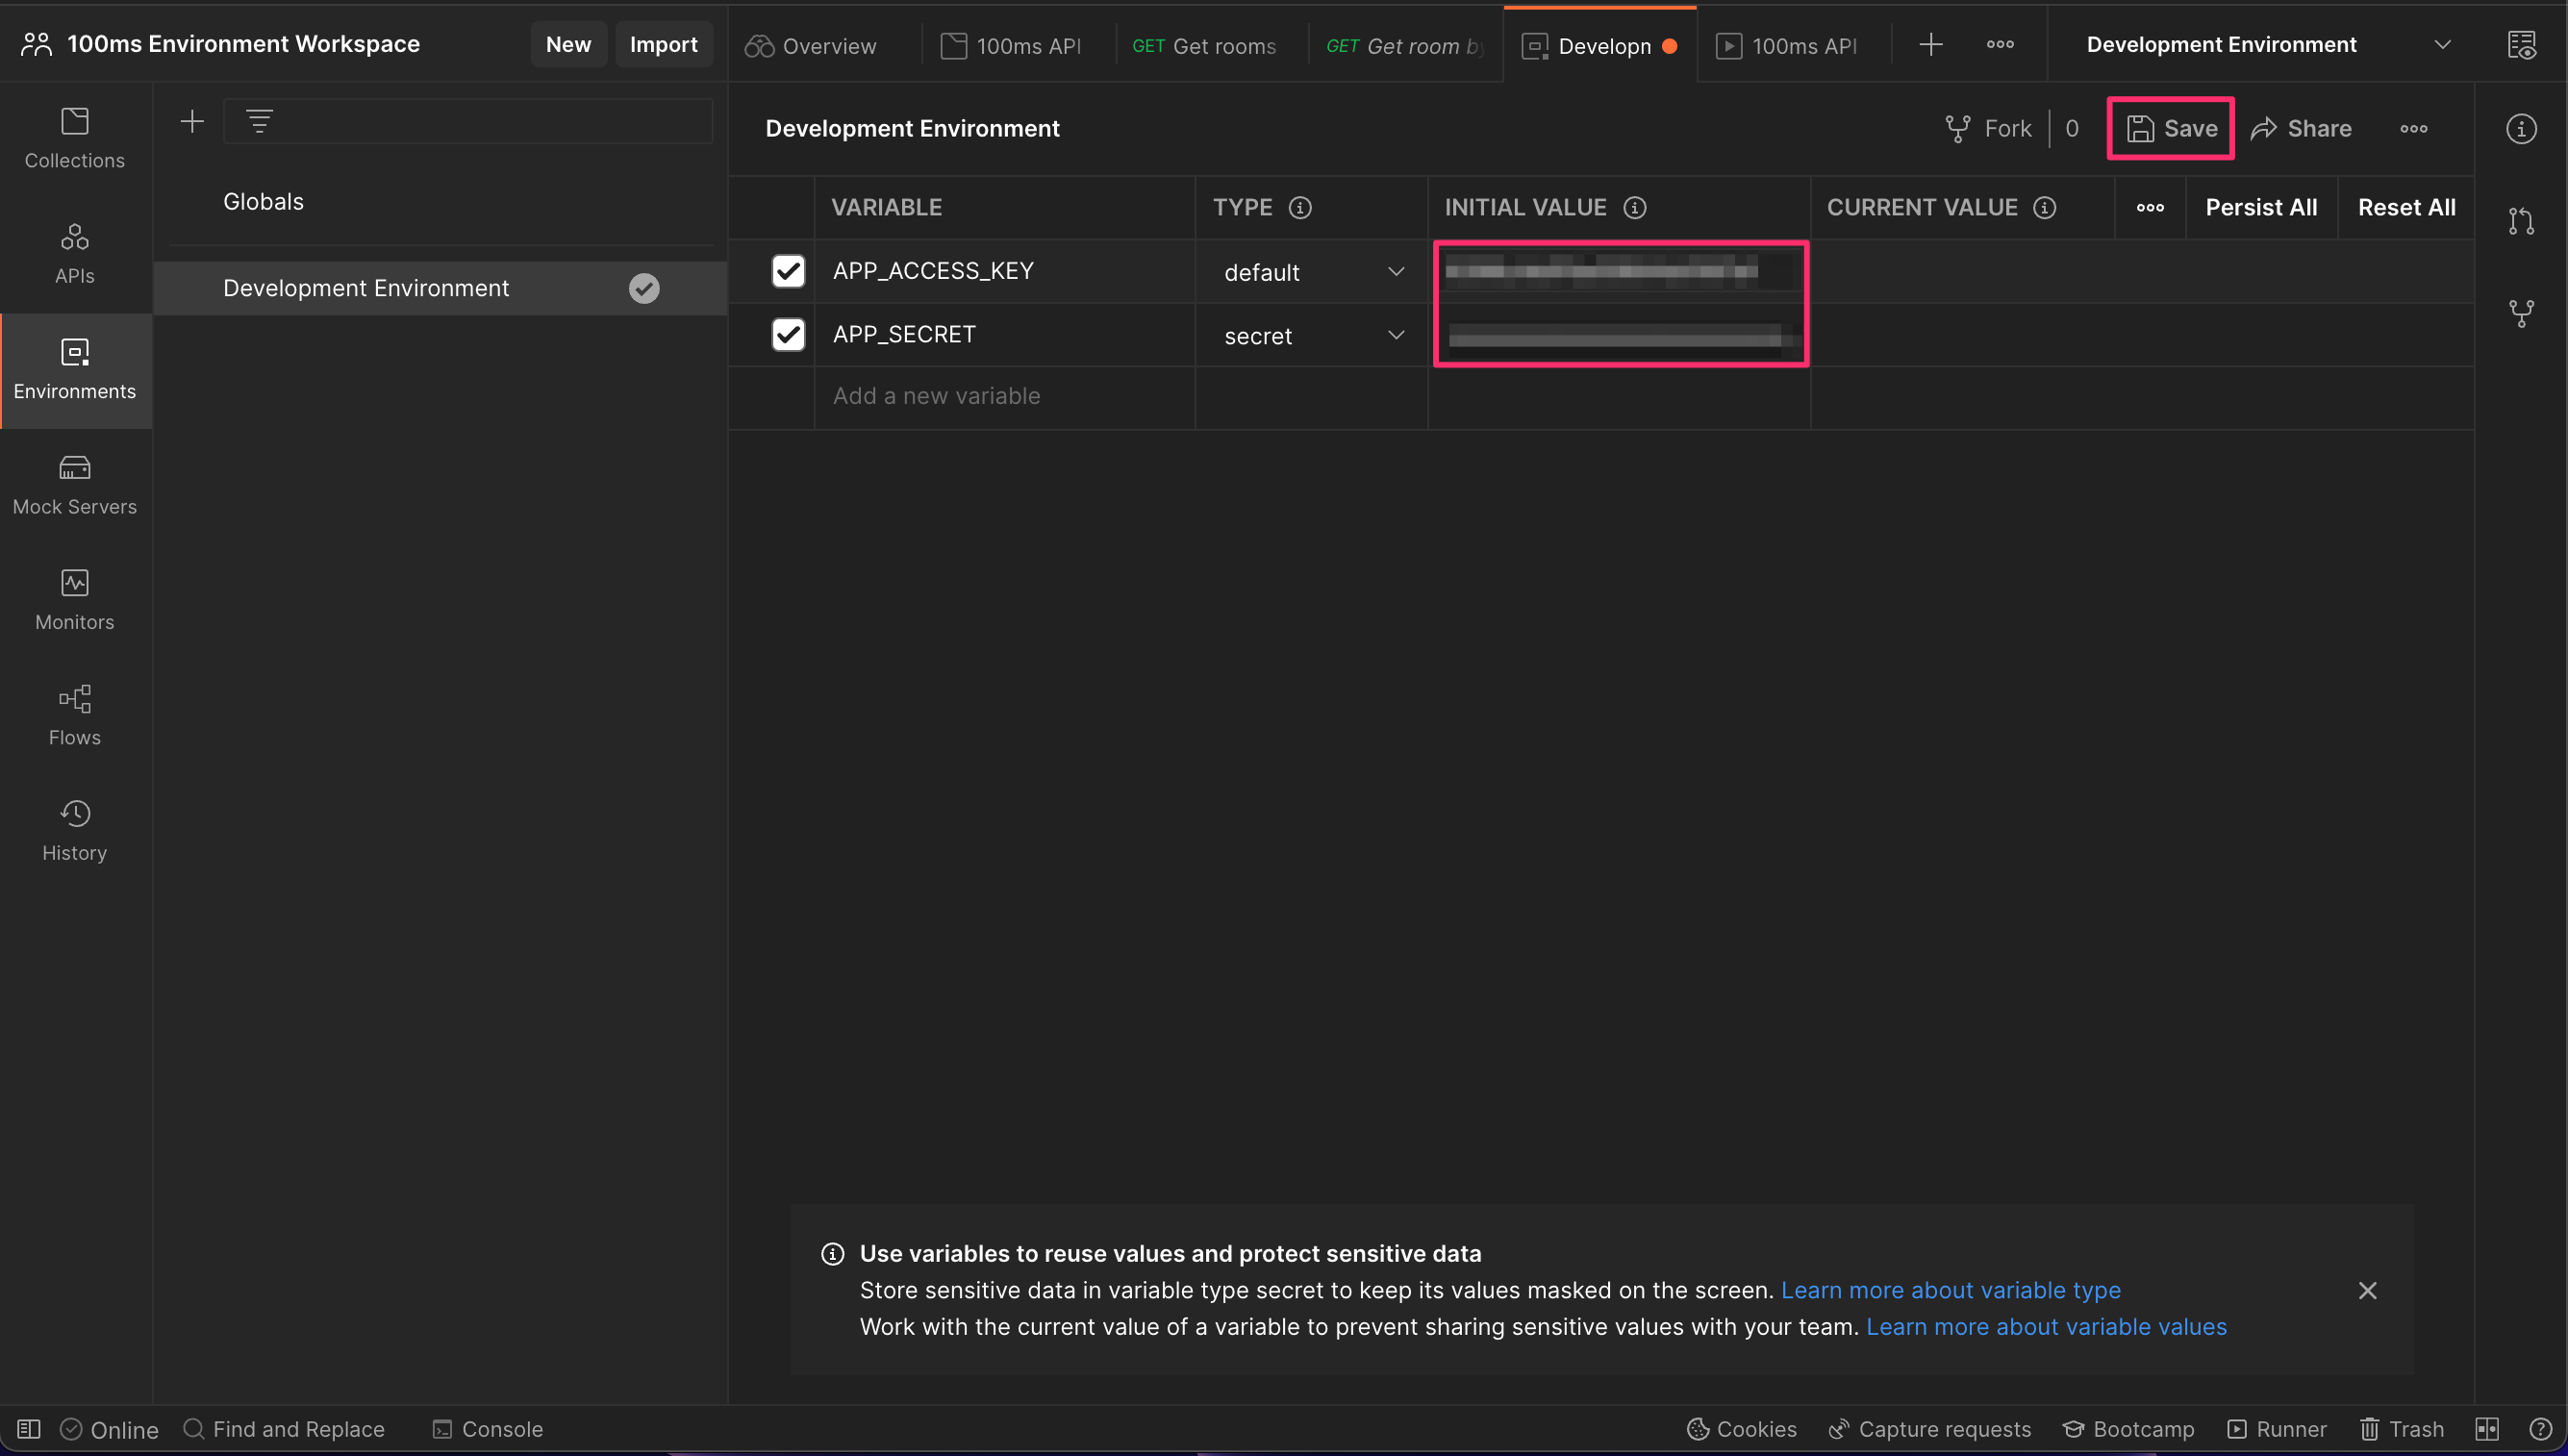 100ms Environment Workspace
New
Import
Overview
100ms API
GET Get rooms
GET Get room by
Developn
100ms API
Development Environment
Collections
APIs
Environments
Mock Servers
Monitors
Flows
History
Globals
Development Environment
Development Environment
Fork
0
Save
Share
VARIABLE
TYPE
INITIAL VALUE
CURRENT VALUE
Persist All
Reset All
APP_ACCESS_KEY
default
APP_SECRET
secret
Add a new variable
Use variables to reuse values and protect sensitive data
Store sensitive data in variable type secret to keep its values masked on the screen. Learn more about variable type
Work with the current value of a variable to prevent sharing sensitive values with your team. Learn more about variable values
Online
Find and Replace
Console
Cookies
Capture requests
Bootcamp
Runner
Trash